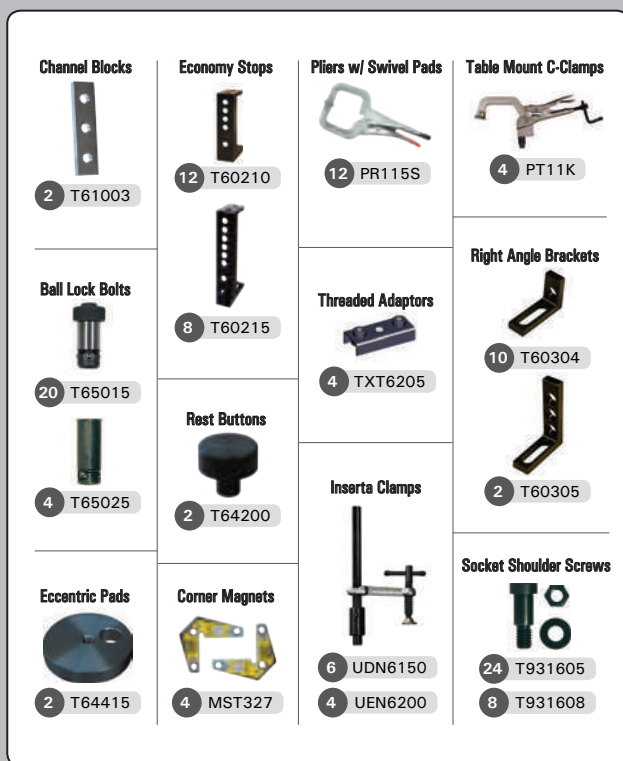 Channel Blocks
2 T61003
Ball Lock Bolts
20 T65015
4 T65025
Eccentric Pads
2 T64415
Economy Stops
12 T60210
8 T60215
Rest Buttons
2 T64200
Corner Magnets
4 MST327
Pliers w/ Swivel Pads
12 PR115S
Threaded Adaptors
4 TXT6205
Inserta Clamps
6 UDN6150
4 UEN6200
Table Mount C-Clamps
4 PT11K
Right Angle Brackets
10 T60304
2 T60305
Socket Shoulder Screws
24 T931605
8 T931608